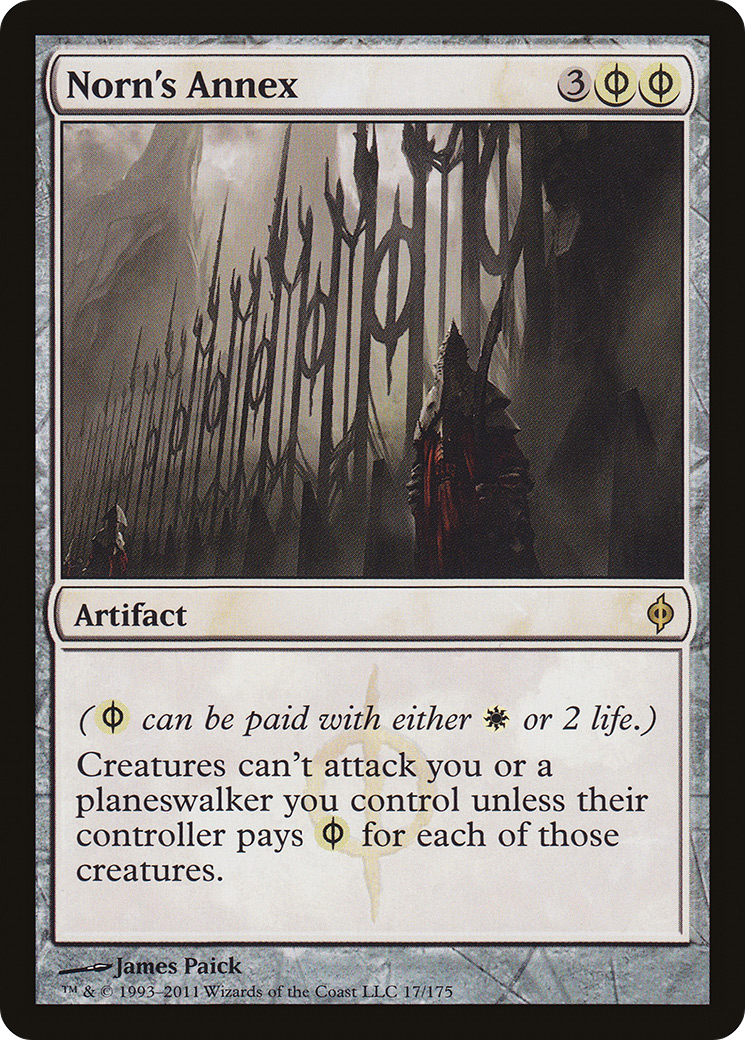 Norn's Annex 3
Artifact
( can be paid with either or 2 life.)
Creatures can't attack you or a
planeswalker you control unless their
controller pays for each of those
creatures.
James Paick
™ & © 1993–2011 Wizards of the Coast LLC 17/175